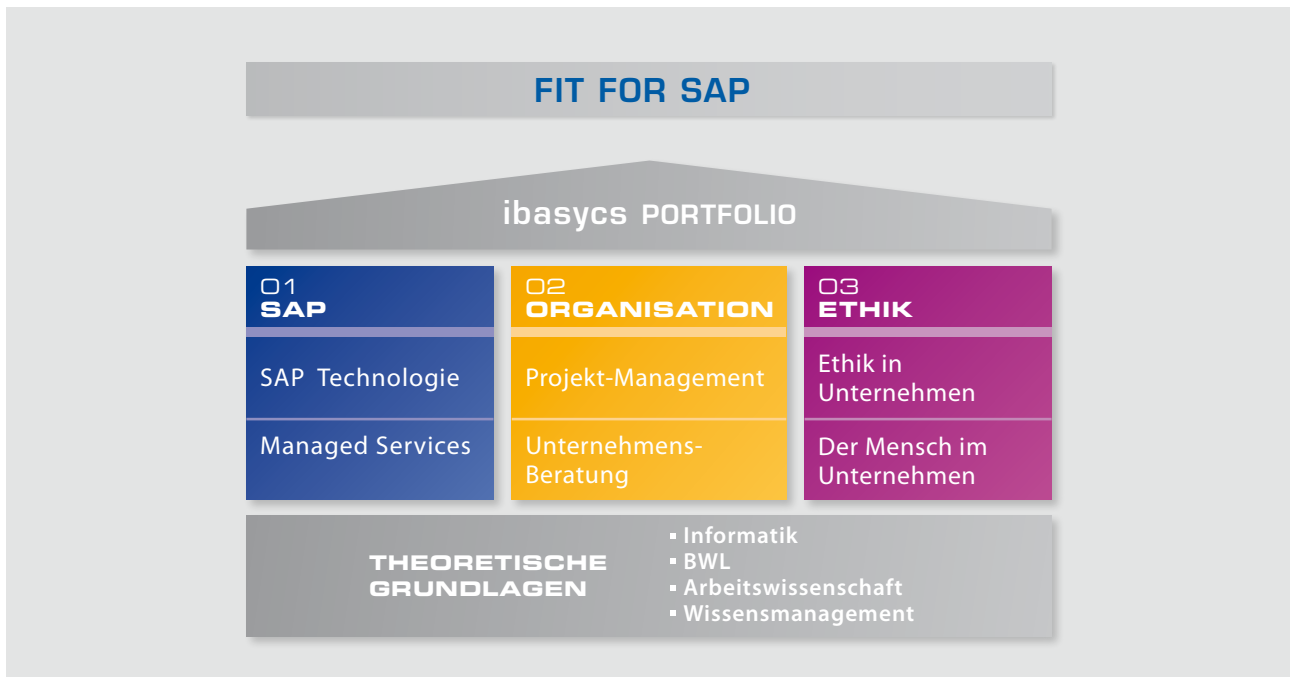 FIT FOR SAP
ibasycs PORTFOLIO
01
SAP
SAP Technologie
Managed Services
02
ORGANISATION
Projekt-Management
Unternehmens-
Beratung
03
ETHIK
Ethik in
Unternehmen
Der Mensch im
Unternehmen
THEORETISCHE
GRUNDLAGEN
▪ Informatik
▪ BWL
▪ Arbeitswissenschaft
▪ Wissensmanagement